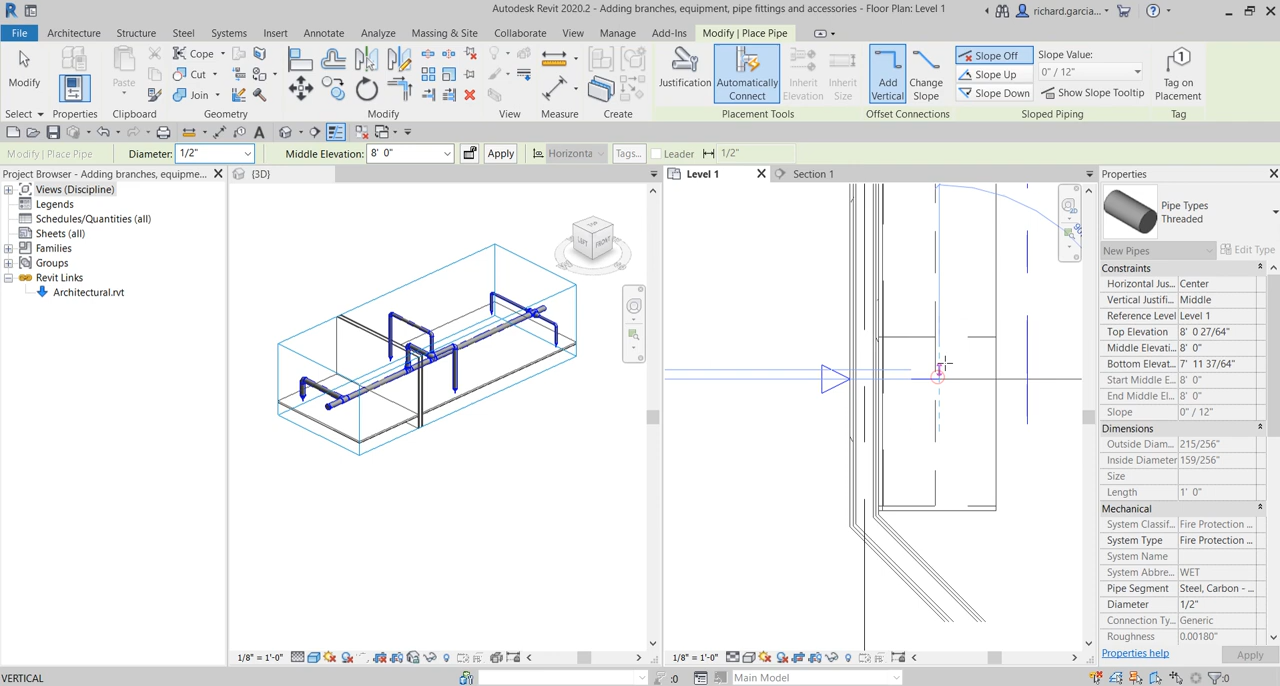 Autodesk Revit 2020.2 - Adding branches, equipment, pipe fittings and accessories - Floor Plan: Level 1
richard.garcia...
File Architecture Structure Steel Systems Insert Annotate Analyze Massing & Site Collaborate View Manage Add-Ins Modify | Place Pipe
Modify Paste Cope Cut Join
Justification Automatically Connect Inherit Elevation Inherit Size Add Vertical Change Slope
Slope Off Slope Up Slope Down
Slope Value: 0" / 12" Show Slope Tooltip
Tag on Placement
Select Properties Clipboard Geometry Modify View Measure Create Placement Tools Offset Connections Sloped Piping Tag
Modify | Place Pipe Diameter: 1/2" Middle Elevation: 8' 0" Apply Horizonta Tags... Leader 1/2"
Project Browser - Adding branches, equipme...
Views (Discipline)
Legends
Schedules/Quantities (all)
Sheets (all)
Families
Groups
Revit Links
Architectural.rvt
{3D}
LEFT FRONT
Level 1 Section 1
Properties
Pipe Types
Threaded
New Pipes Edit Type
Constraints
Horizontal Jus... Center
Vertical Justifi... Middle
Reference Level Level 1
Top Elevation 8' 0 27/64"
Middle Elevati... 8' 0"
Bottom Elevat... 7' 11 37/64"
Start Middle E... 8' 0"
End Middle El... 8' 0"
Slope 0" / 12"
Dimensions
Outside Diam... 215/256"
Inside Diameter 159/256"
Size
Length 1' 0"
Mechanical
System Classif... Fire Protection ...
System Type Fire Protection ...
System Name
System Abbre... WET
Pipe Segment Steel, Carbon - ...
Diameter 1/2"
Connection Ty... Generic
Roughness 0.00180"
Properties help Apply
1/8" = 1'-0"
1/8" = 1'-0"
VERTICAL
:0 Main Model :0